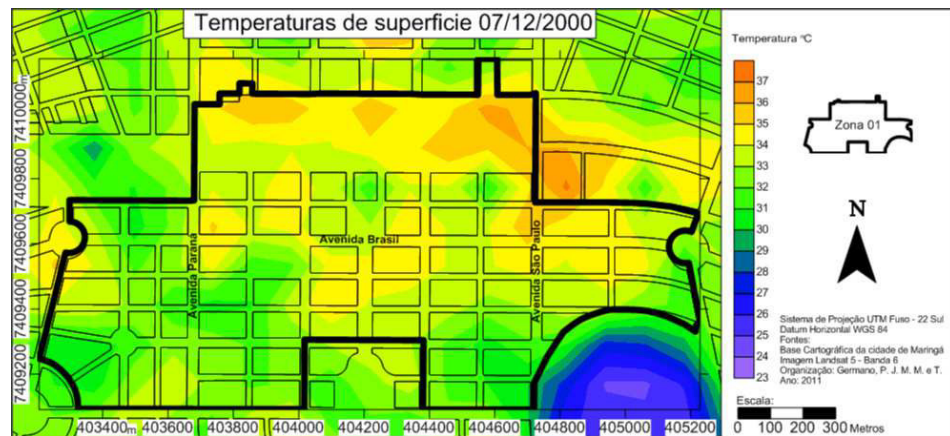 Temperaturas de superficie 07/12/2000
Temperatura °C
37
36
35
34
33
32
31
30
29
28
27
26
25
24
23
Zona 01
N
Sistema de Projeção UTM Fuso - 22 Sul
Datum Horizontal WGS 84
Fontes:
Base Cartográfica da cidade de Maringá
Imagem Landsat 5 - Banda 6
Organização: Germano, P. J. M. M. e T.
Ano: 2011
Escala:
0 100 200 300 Metros
7410000 m
7409800
7409600
7409400
7409200
Avenida Paraná
Avenida Brasil
Avenida São Paulo
403400 m 403600 403800 404000 404200 404400 404600 404800 405000 405200